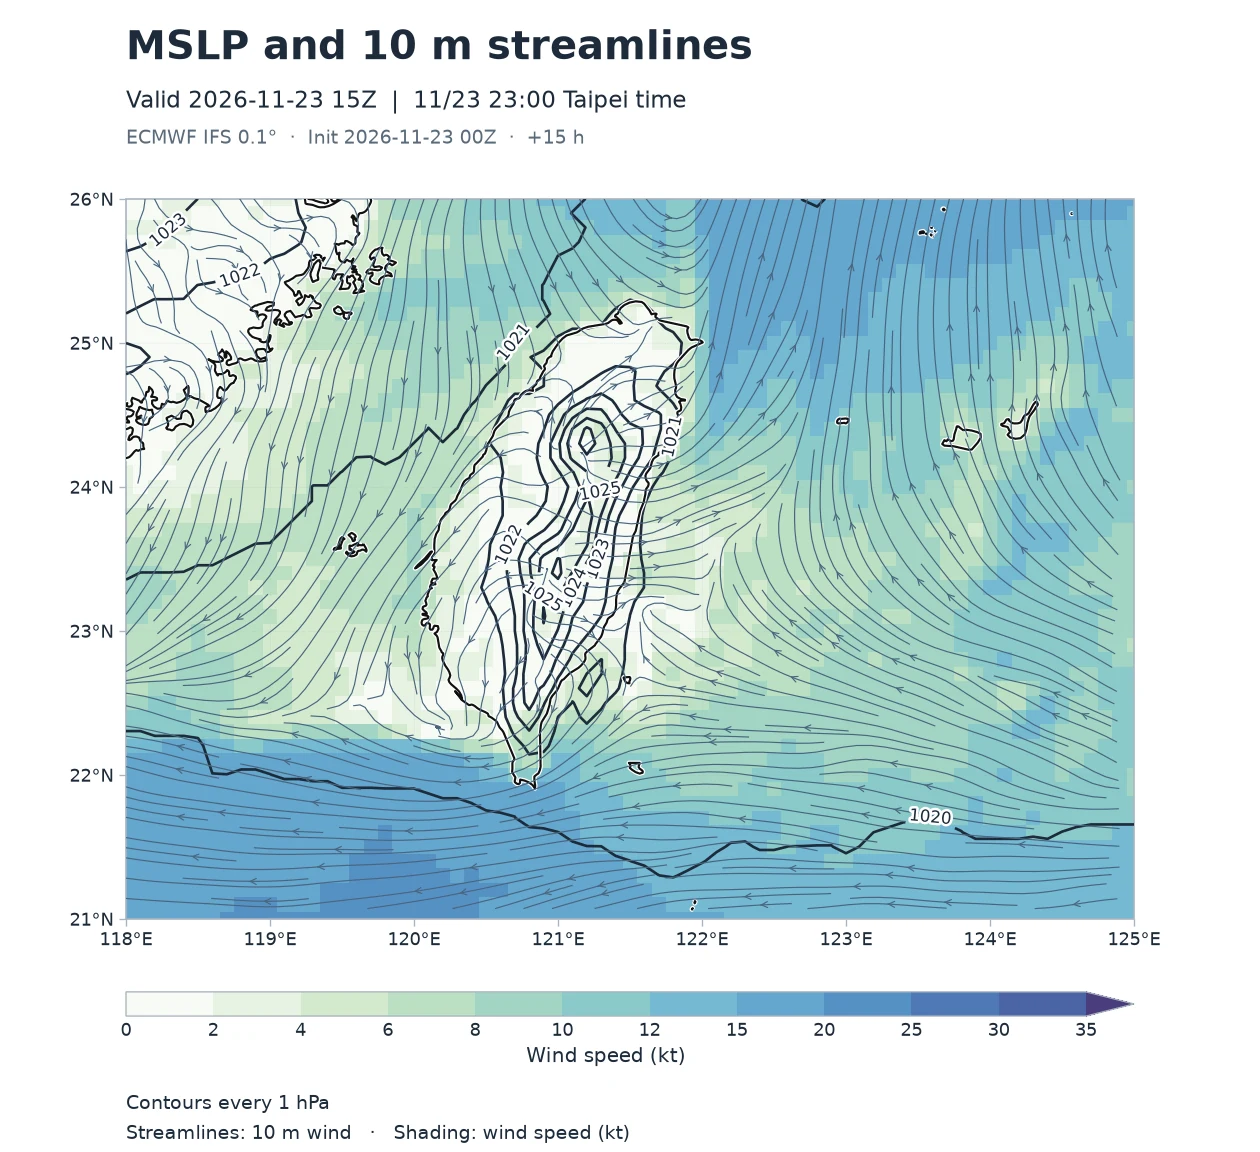 MSLP and 10 m streamlines
Valid 2026-11-23 15Z | 11/23 23:00 Taipei time
ECMWF IFS 0.1° · Init 2026-11-23 00Z · +15 h
26°N
25°N
24°N
23°N
22°N
21°N
1023
1022
1021
1021
1025
1022
1023
1024
1025
1020
118°E 119°E 120°E 121°E 122°E 123°E 124°E 125°E
0 2 4 6 8 10 12 15 20 25 30 35
Wind speed (kt)
Contours every 1 hPa
Streamlines: 10 m wind · Shading: wind speed (kt)